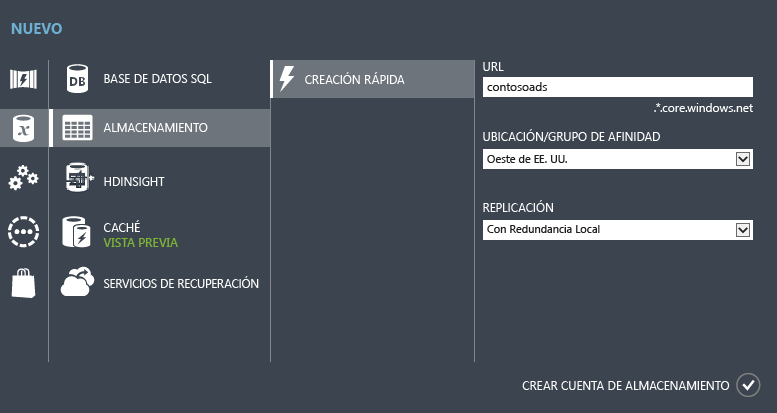 NUEVO
DB
BASE DE DATOS SQL
x
ALMACENAMIENTO
HDINSIGHT
CACHÉ
VISTA PREVIA
SERVICIOS DE RECUPERACIÓN
CREACIÓN RÁPIDA
URL
contosoads
.*.core.windows.net
UBICACIÓN/GRUPO DE AFINIDAD
Oeste de EE. UU.
REPLICACIÓN
Con Redundancia Local
CREAR CUENTA DE ALMACENAMIENTO